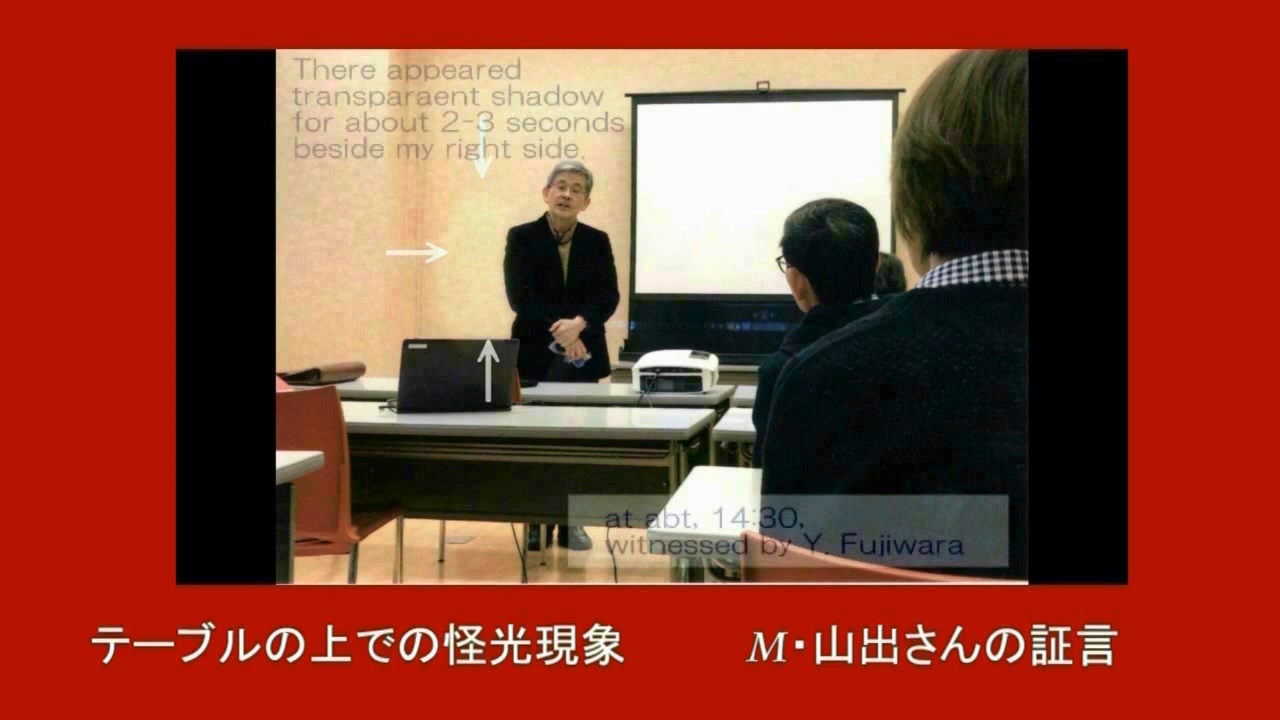 There appeared
transparaent shadow
for about 2-3 seconds
beside my right side.
at abt, 14:30,
witnessed by Y. Fujiwara
テーブルの上での怪光現象 M・山出さんの証言